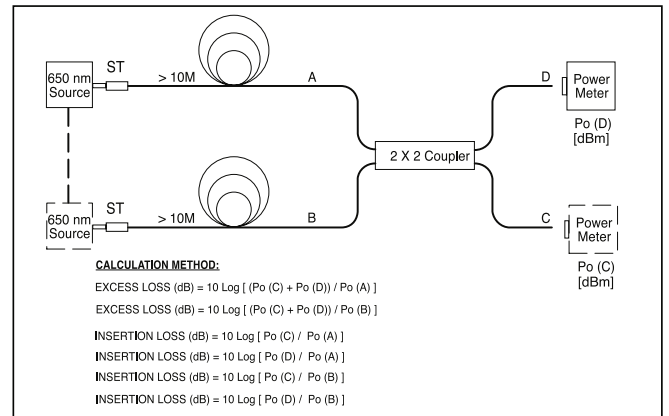 650 nm
Source
ST
> 10M
A
D
Power
Meter
Po (D)
[dBm]
2 X 2 Coupler
650 nm
Source
ST
> 10M
B
C
Power
Meter
Po (C)
[dBm]
CALCULATION METHOD:
EXCESS LOSS (dB) = 10 Log [ (Po (C) + Po (D)) / Po (A) ]
EXCESS LOSS (dB) = 10 Log [ (Po (C) + Po (D)) / Po (B) ]
INSERTION LOSS (dB) = 10 Log [ Po (C) / Po (A) ]
INSERTION LOSS (dB) = 10 Log [ Po (D) / Po (A) ]
INSERTION LOSS (dB) = 10 Log [ Po (C) / Po (B) ]
INSERTION LOSS (dB) = 10 Log [ Po (D) / Po (B) ]